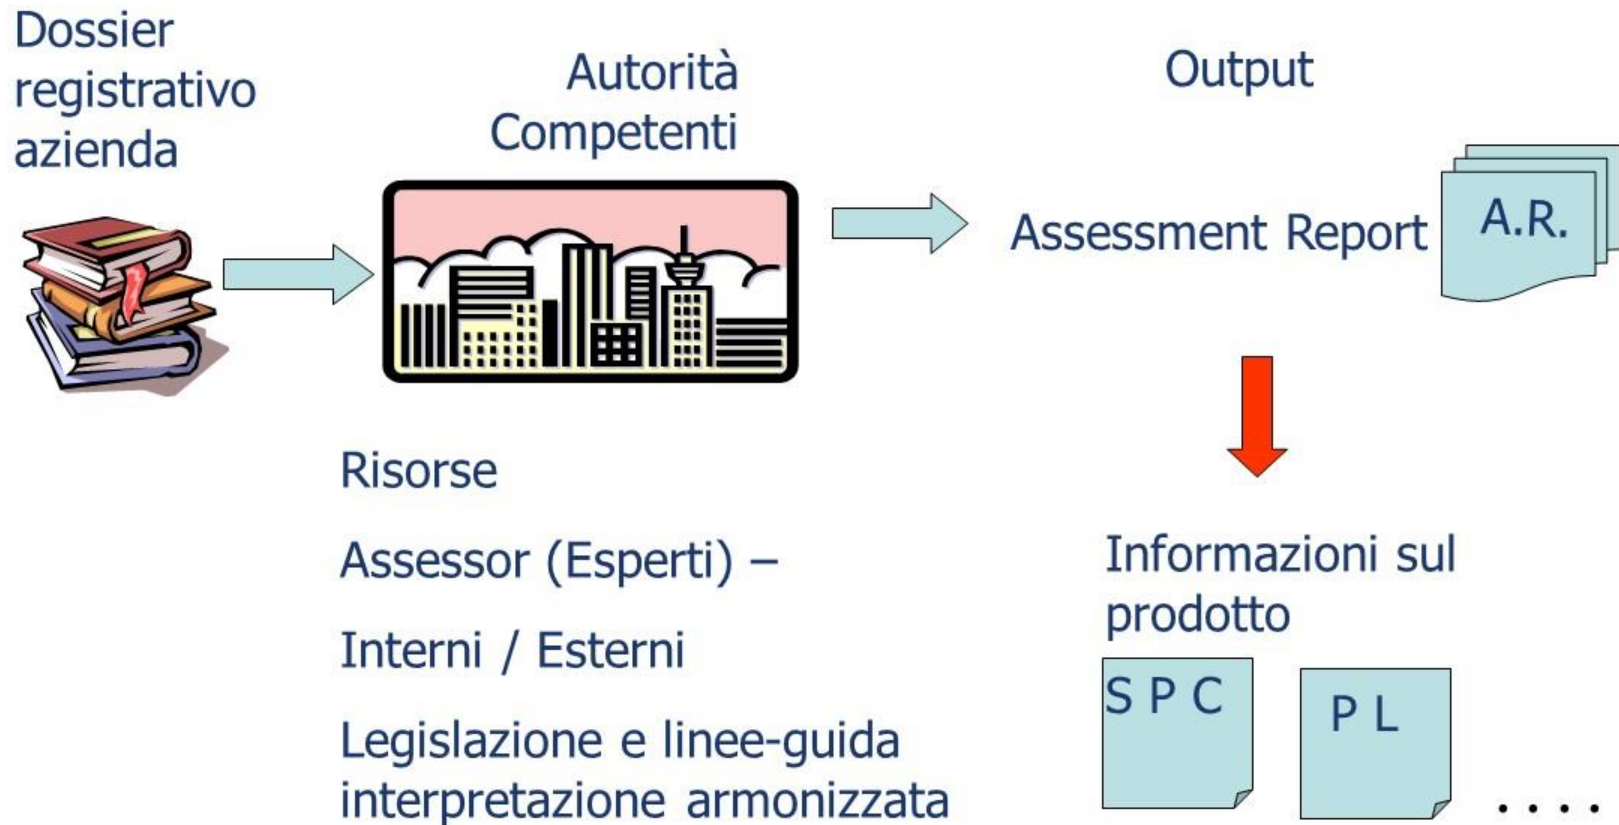 Dossier
registrativo
azienda
Autorità
Competenti
Output
Assessment Report
A.R.
Risorse
Assessor (Esperti) –
Interni / Esterni
Legislazione e linee-guida
interpretazione armonizzata
Informazioni sul
prodotto
S P C
P L
. . . .